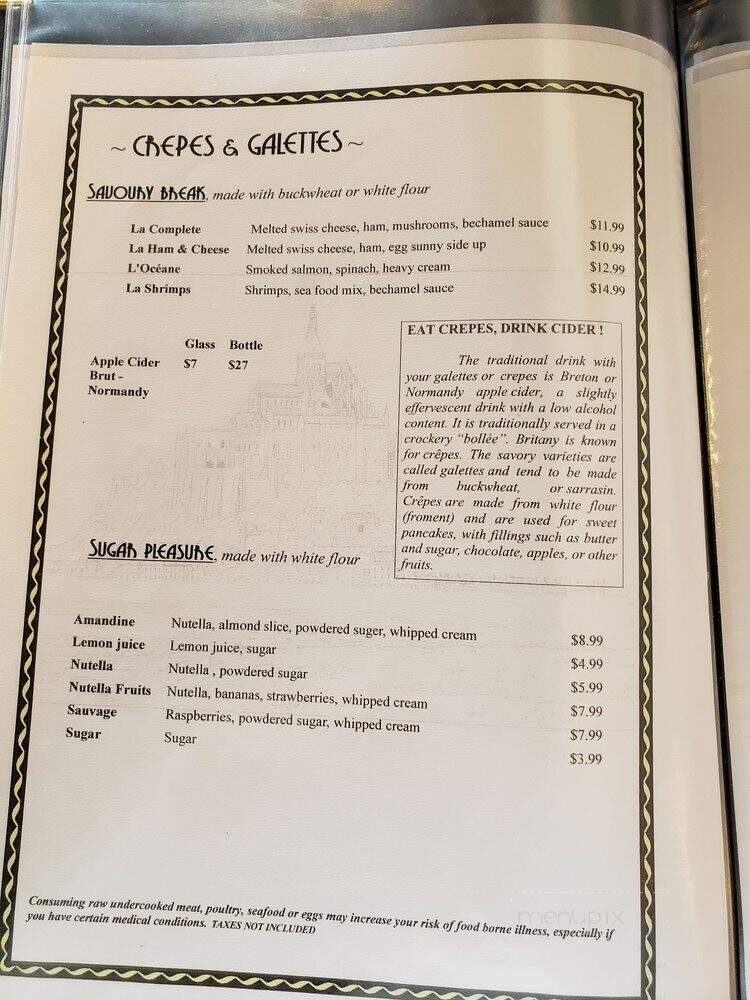 ~ CREPES & GALETTES ~
SAVOURY BREAK, made with buckwheat or white flour
La Complete Melted swiss cheese, ham, mushrooms, bechamel sauce $11.99
La Ham & Cheese Melted swiss cheese, ham, egg sunny side up $10.99
L'Océane Smoked salmon, spinach, heavy cream $12.99
La Shrimps Shrimps, sea food mix, bechamel sauce $14.99
Glass Bottle
Apple Cider $7 $27
Brut -
Normandy
EAT CREPES, DRINK CIDER !
The traditional drink with
your galettes or crepes is Breton or
Normandy apple cider, a slightly
effervescent drink with a low alcohol
content. It is traditionally served in a
crockery "bollée". Britany is known
for crêpes. The savory varieties are
called galettes and tend to be made
from buckwheat, or sarrasin.
Crêpes are made from white flour
(froment) and are used for sweet
pancakes, with fillings such as butter
and sugar, chocolate, apples, or other
fruits.
SUGAR PLEASURE, made with white flour
Amandine Nutella, almond slice, powdered suger, whipped cream $8.99
Lemon juice Lemon juice, sugar $4.99
Nutella Nutella , powdered sugar $5.99
Nutella Fruits Nutella, bananas, strawberries, whipped cream $7.99
Sauvage Raspberries, powdered sugar, whipped cream $7.99
Sugar Sugar $3.99
Consuming raw undercooked meat, poultry, seafood or eggs may increase your risk of food borne illness, especially if
you have certain medical conditions. TAXES NOT INCLUDED
menupix